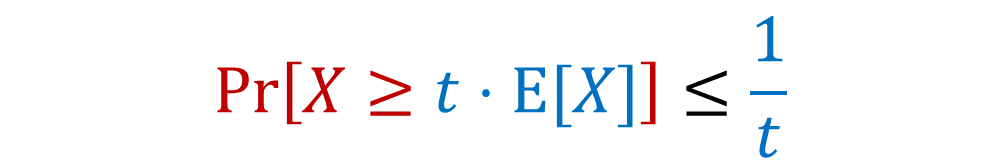 Pr[X ≥ t · E[X]] ≤ 1/t